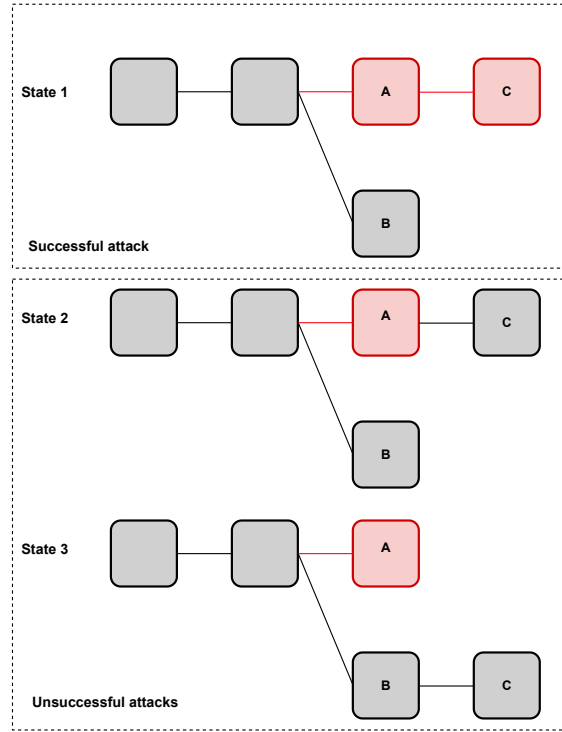 State 1
A
C
B
Successful attack
State 2
A
C
B
State 3
A
B
C
Unsuccessful attacks